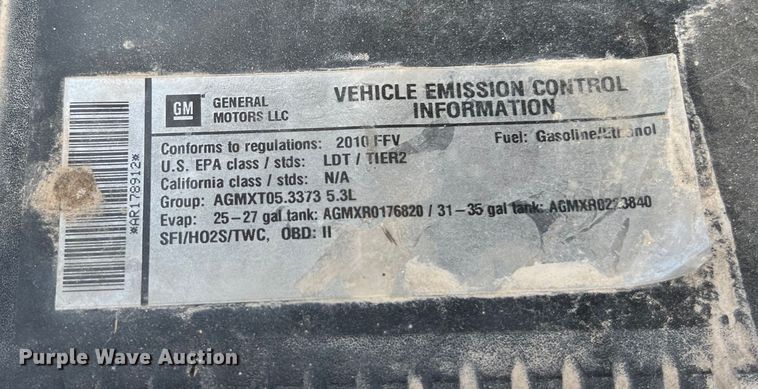 GM
GENERAL MOTORS LLC
VEHICLE EMISSION CONTROL
INFORMATION
Conforms to regulations: 2010 FFV Fuel: Gasoline/Ethanol
U.S. EPA class / stds: LDT / TIER2
California class / stds: N/A
Group: AGMXT05.3373 5.3L
Evap: 25-27 gal tank: AGMXR0176820 / 31-35 gal tank: AGMXR0223840
SFI/HO2S/TWC, OBD: II
*AR178912*
Purple Wave Auction